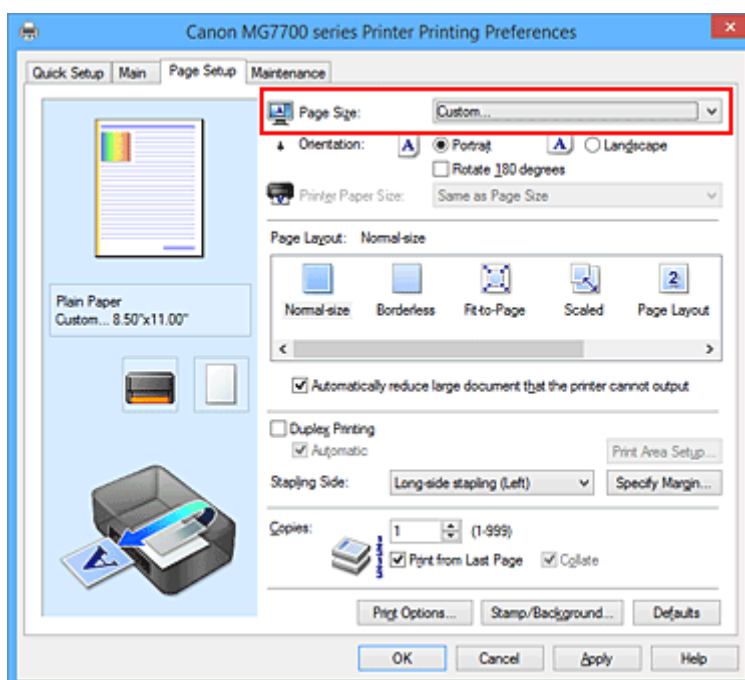 Canon MG7700 series Printer Printing Preferences
Quick Setup Main Page Setup Maintenance
Page Size: Custom...
Orientation: A Portrait A Landscape
Rotate 180 degrees
Printer Paper Size: Same as Page Size
Page Layout: Normal-size
2
Normal-size Borderless Fit-to-Page Scaled Page Layout
Plain Paper
Custom... 8.50"x11.00"
Automatically reduce large document that the printer cannot output
Duplex Printing
Automatic Print Area Setup...
Stapling Side: Long-side stapling (Left) Specify Margin...
Copies: 1 (1-999)
Print from Last Page Collate
A
Print Options... Stamp/Background... Defaults
OK Cancel Apply Help